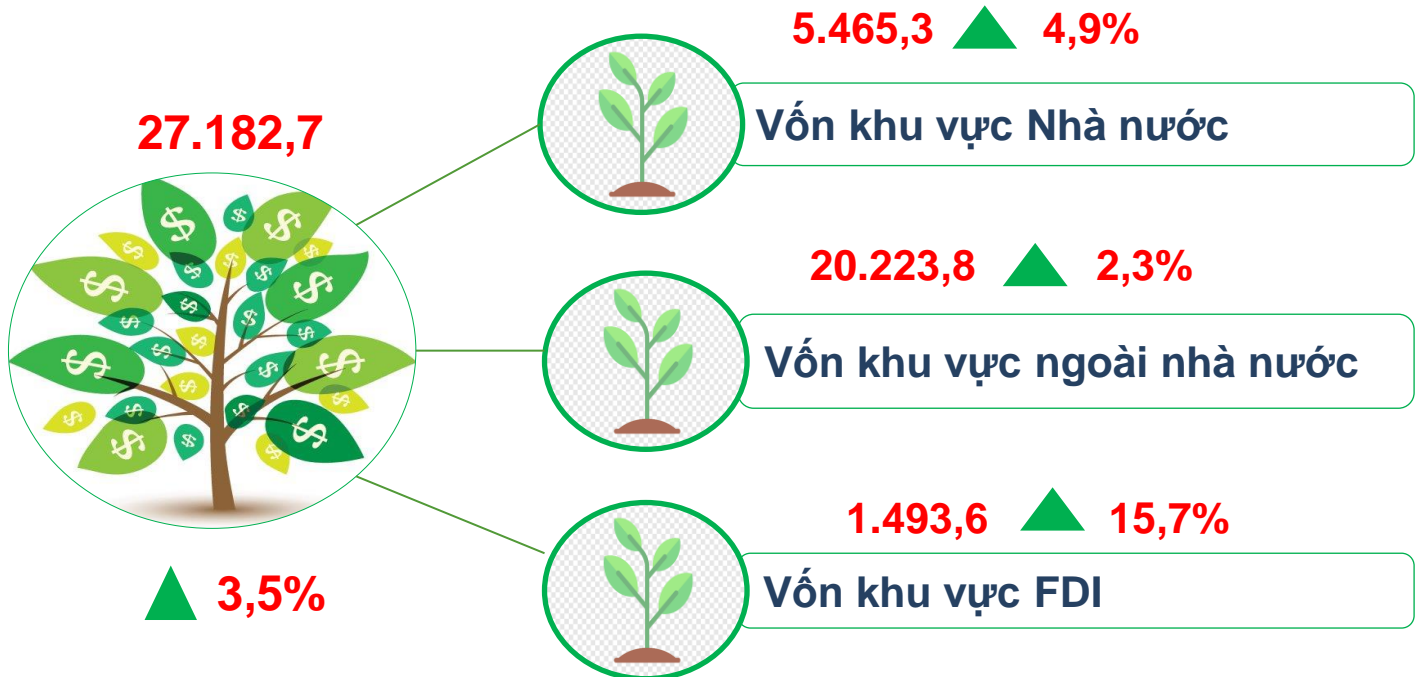 27.182,7
3,5%
5.465,3 4,9%
Vốn khu vực Nhà nước
20.223,8 2,3%
Vốn khu vực ngoài nhà nước
1.493,6 15,7%
Vốn khu vực FDI